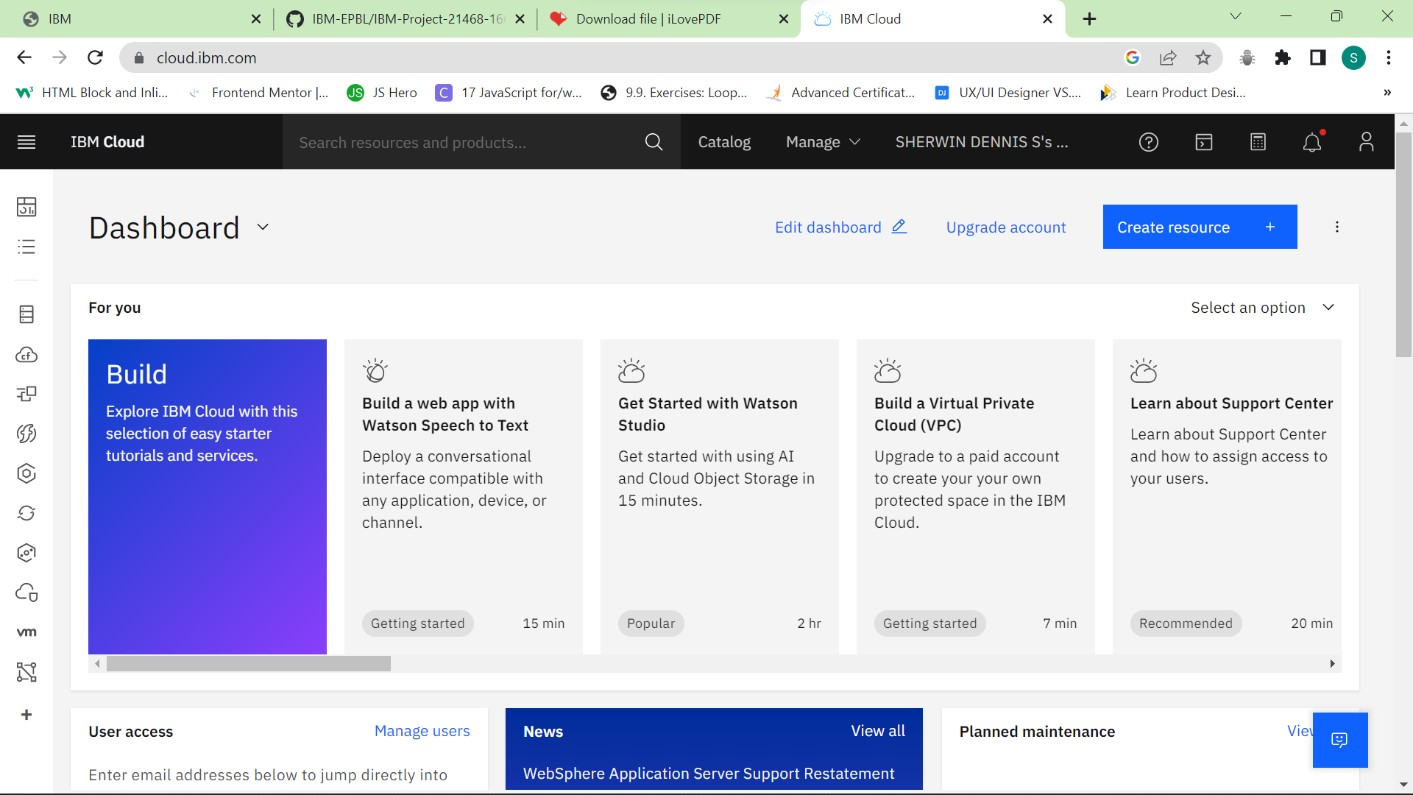 IBM
IBM-EPBL/IBM-Project-21468-16
Download file | iLovePDF
IBM Cloud
cloud.ibm.com
S
HTML Block and Inli...
Frontend Mentor |...
JS
JS Hero
C
17 JavaScript for/w...
9.9. Exercises: Loop...
Advanced Certificat...
DJ
UX/UI Designer VS....
Learn Product Desi...
»
IBM Cloud
Search resources and products...
Catalog
Manage
SHERWIN DENNIS S's ...
Dashboard
Edit dashboard
Upgrade account
Create resource +
For you
Select an option
Build
Explore IBM Cloud with this
selection of easy starter
tutorials and services.
Build a web app with
Watson Speech to Text
Deploy a conversational
interface compatible with
any application, device, or
channel.
Getting started
15 min
Get Started with Watson
Studio
Get started with using AI
and Cloud Object Storage in
15 minutes.
Popular
2 hr
Build a Virtual Private
Cloud (VPC)
Upgrade to a paid account
to create your your own
protected space in the IBM
Cloud.
Getting started
7 min
Learn about Support Center
Learn about Support Center
and how to assign access to
your users.
Recommended
20 min
cf
vm
User access
Manage users
Enter email addresses below to jump directly into
News
View all
WebSphere Application Server Support Restatement
Planned maintenance